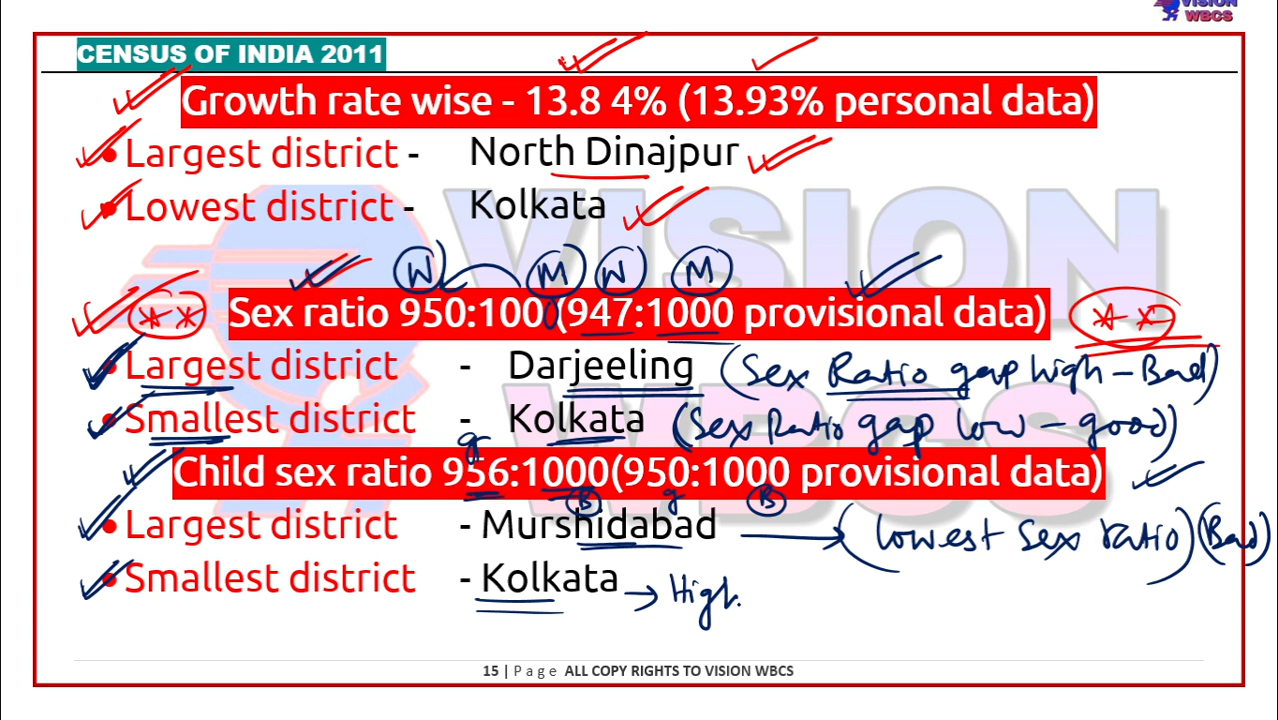 VISION
WBCS
CENSUS OF INDIA 2011
Growth rate wise - 13.8 4% (13.93% personal data)
• Largest district - North Dinajpur
• Lowest district - Kolkata
VISION
WBCS
W M W M
** Sex ratio 950:100 (947:1000 provisional data) **
• Largest district - Darjeeling (Sex Ratio gap high - Bad)
• Smallest district - Kolkata (Sex Ratio gap low - good)
g
Child sex ratio 956:1000(950:1000 provisional data)
B g B
• Largest district - Murshidabad → (lowest Sex ratio) (Bad)
• Smallest district - Kolkata → High.
15 | Page ALL COPY RIGHTS TO VISION WBCS